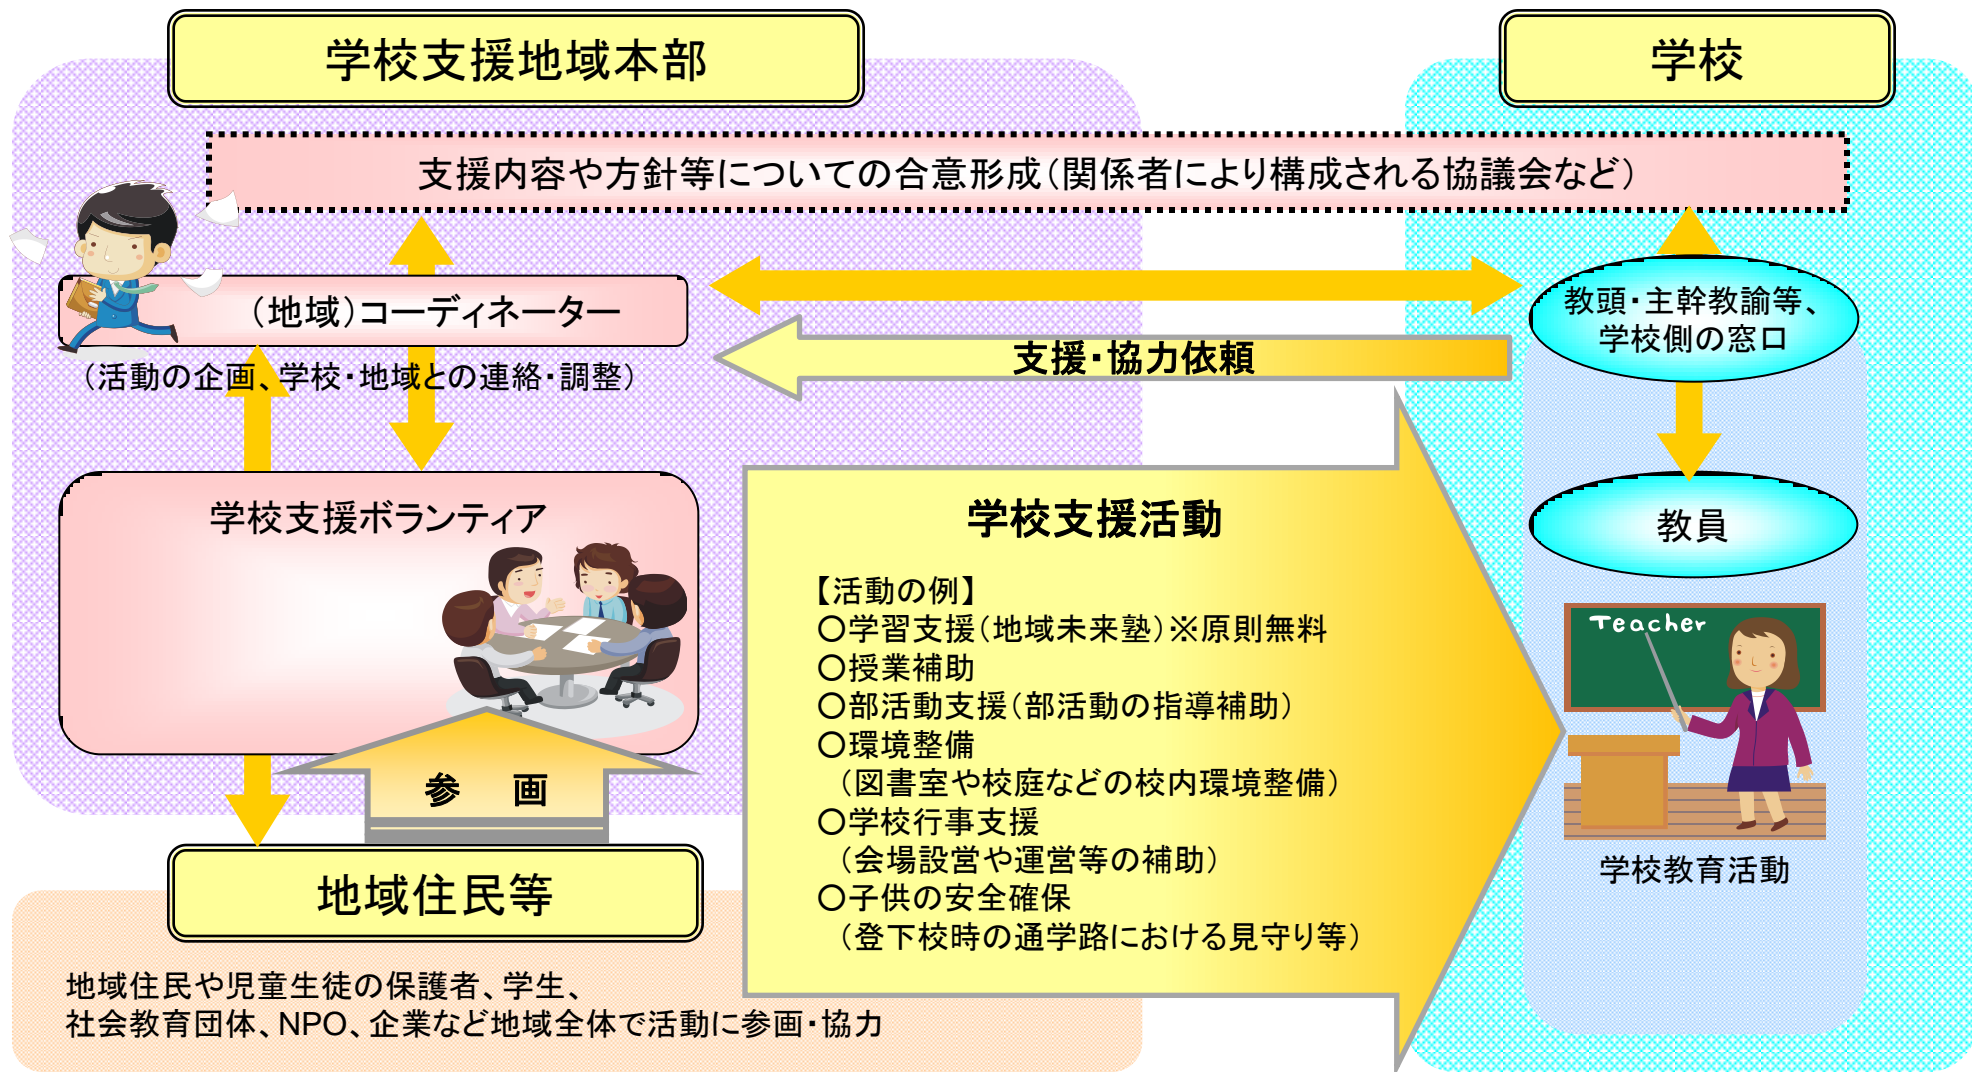 学校支援地域本部
学校
支援内容や方針等についての合意形成（関係者により構成される協議会など）
（地域）コーディネーター
（活動の企画、学校・地域との連絡・調整）
教頭・主幹教諭等、
学校側の窓口
支援・協力依頼
学校支援ボランティア
学校支援活動
【活動の例】
○学習支援（地域未来塾）※原則無料
○授業補助
○部活動支援（部活動の指導補助）
○環境整備
（図書室や校庭などの校内環境整備）
○学校行事支援
（会場設営や運営等の補助）
○子供の安全確保
（登下校時の通学路における見守り等）
教員
Teacher
学校教育活動
参　画
地域住民等
地域住民や児童生徒の保護者、学生、
社会教育団体、NPO、企業など地域全体で活動に参画・協力